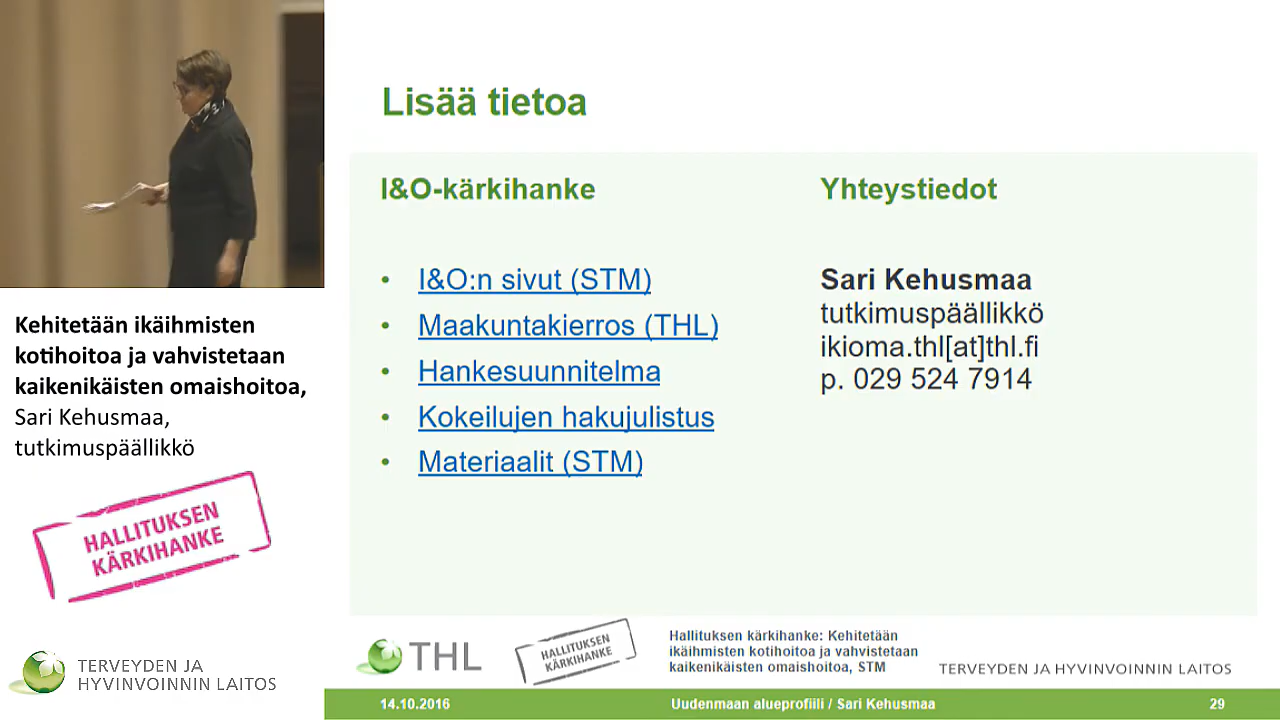 Kehitetään ikäihmisten
kotihoitoa ja vahvistetaan
kaikenikäisten omaishoitoa,
Sari Kehusmaa,
tutkimuspäällikkö
HALLITUKSEN
KÄRKIHANKE
TERVEYDEN JA
HYVINVOINNIN LAITOS
Lisää tietoa
I&O-kärkihanke
• I&O:n sivut (STM)
• Maakuntakierros (THL)
• Hankesuunnitelma
• Kokeilujen hakujulistus
• Materiaalit (STM)
Yhteystiedot
Sari Kehusmaa
tutkimuspäällikkö
ikioma.thl[at]thl.fi
p. 029 524 7914
THL
HALLITUKSEN
KÄRKIHANKE
Hallituksen kärkihanke: Kehitetään
ikäihmisten kotihoitoa ja vahvistetaan
kaikenikäisten omaishoitoa, STM
TERVEYDEN JA HYVINVOINNIN LAITOS
14.10.2016
Uudenmaan alueprofiili / Sari Kehusmaa
29